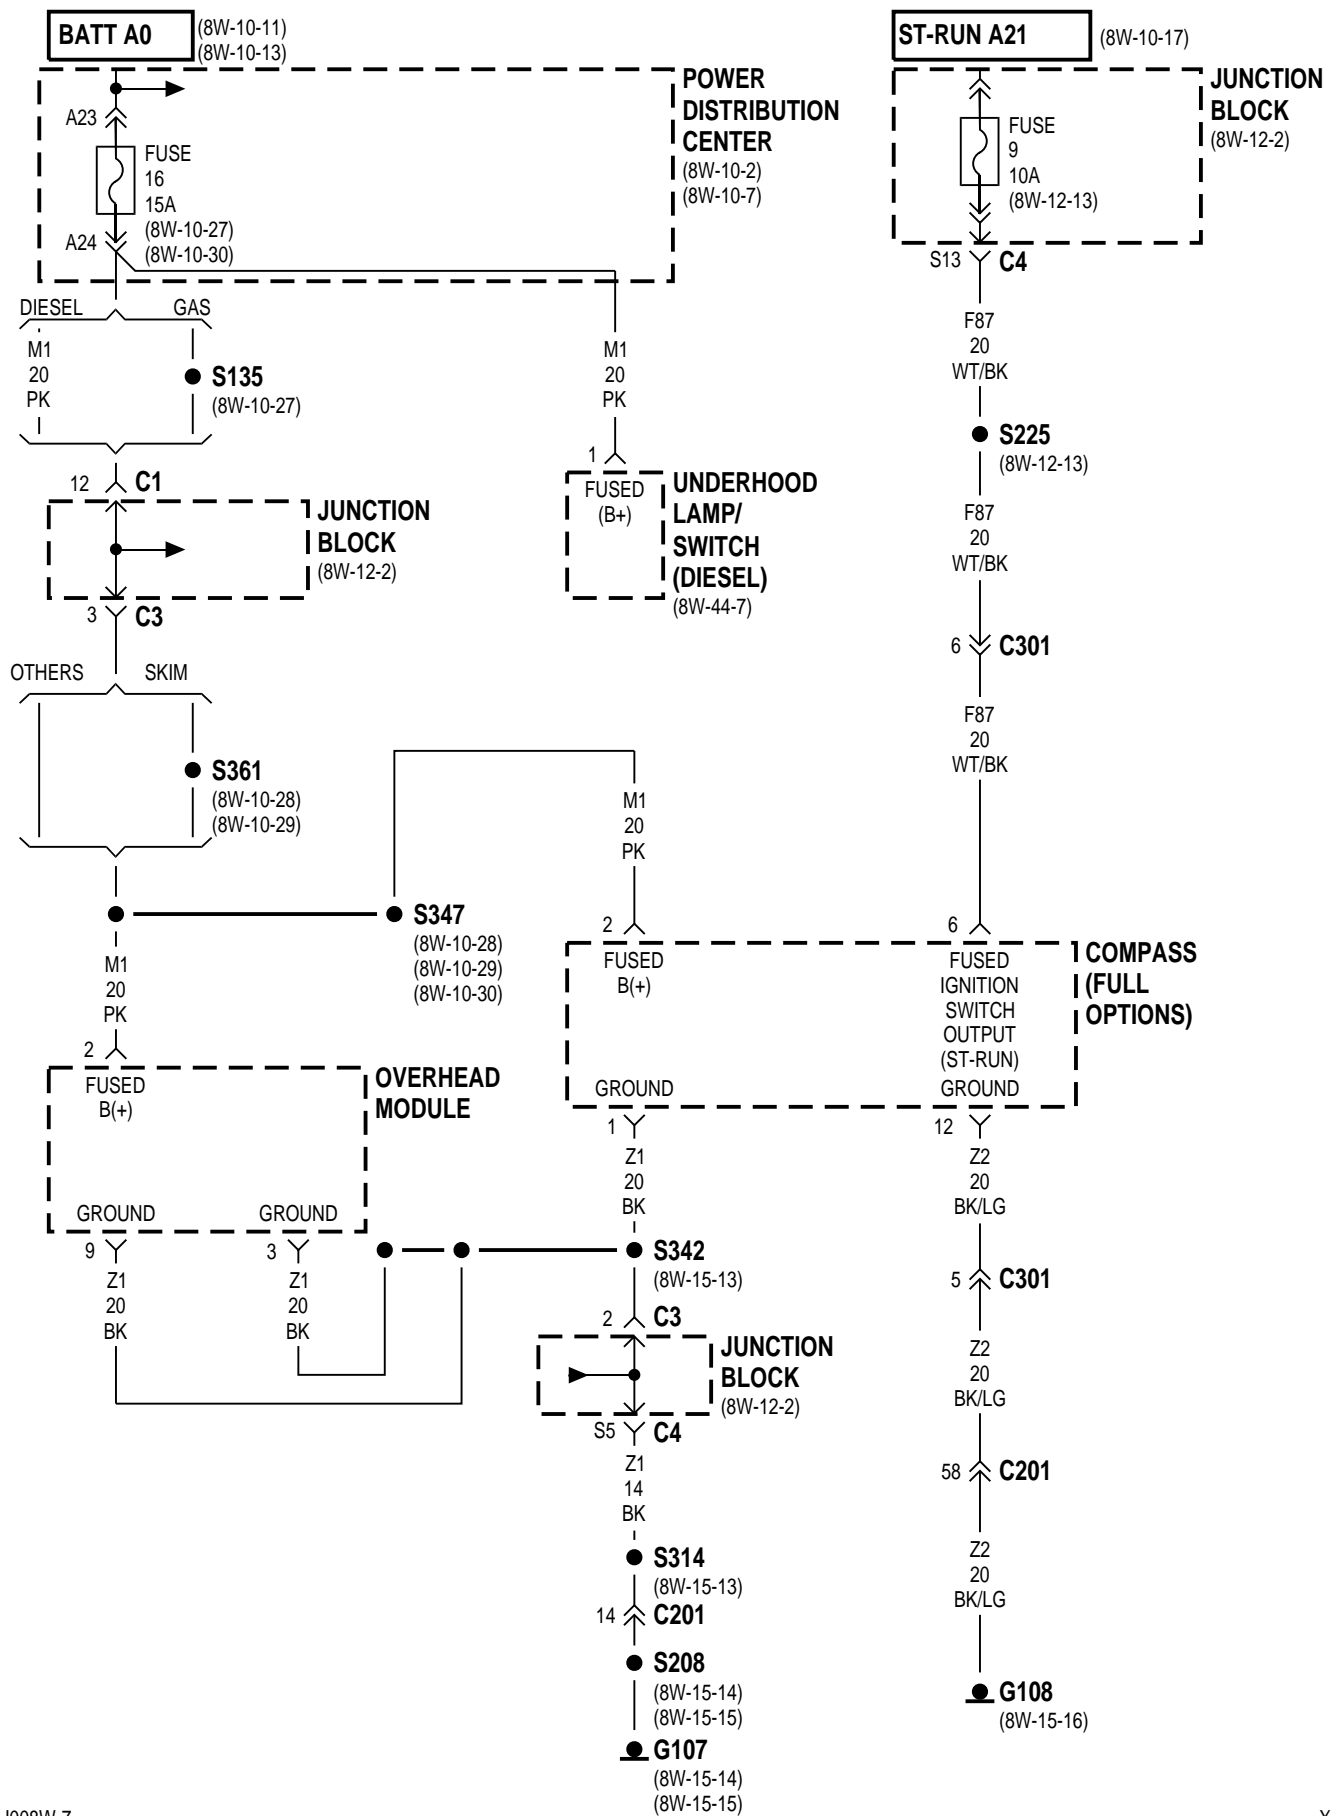 BATT A0
(8W-10-11)
(8W-10-13)
ST-RUN A21
(8W-10-17)
POWER
DISTRIBUTION
CENTER
(8W-10-2)
(8W-10-7)
JUNCTION
BLOCK
(8W-12-2)
A23
FUSE
16
15A
(8W-10-27)
(8W-10-30)
A24
FUSE
9
10A
(8W-12-13)
S13
C4
DIESEL
GAS
M1
20
PK
S135
(8W-10-27)
M1
20
PK
F87
20
WT/BK
S225
(8W-12-13)
12
C1
JUNCTION
BLOCK
(8W-12-2)
3
C3
1
FUSED
(B+)
UNDERHOOD
LAMP/
SWITCH
(DIESEL)
(8W-44-7)
F87
20
WT/BK
6
C301
F87
20
WT/BK
OTHERS
SKIM
S361
(8W-10-28)
(8W-10-29)
M1
20
PK
S347
(8W-10-28)
(8W-10-29)
(8W-10-30)
M1
20
PK
2
FUSED
B(+)
6
FUSED
IGNITION
SWITCH
OUTPUT
(ST-RUN)
COMPASS
(FULL
OPTIONS)
GROUND
GROUND
2
FUSED
B(+)
OVERHEAD
MODULE
GROUND
GROUND
9
Z1
20
BK
3
Z1
20
BK
1
Z1
20
BK
12
Z2
20
BK/LG
S342
(8W-15-13)
2
C3
JUNCTION
BLOCK
(8W-12-2)
S5
C4
Z1
14
BK
5
C301
Z2
20
BK/LG
58
C201
Z2
20
BK/LG
S314
(8W-15-13)
14
C201
S208
(8W-15-14)
(8W-15-15)
G107
(8W-15-14)
(8W-15-15)
G108
(8W-15-16)